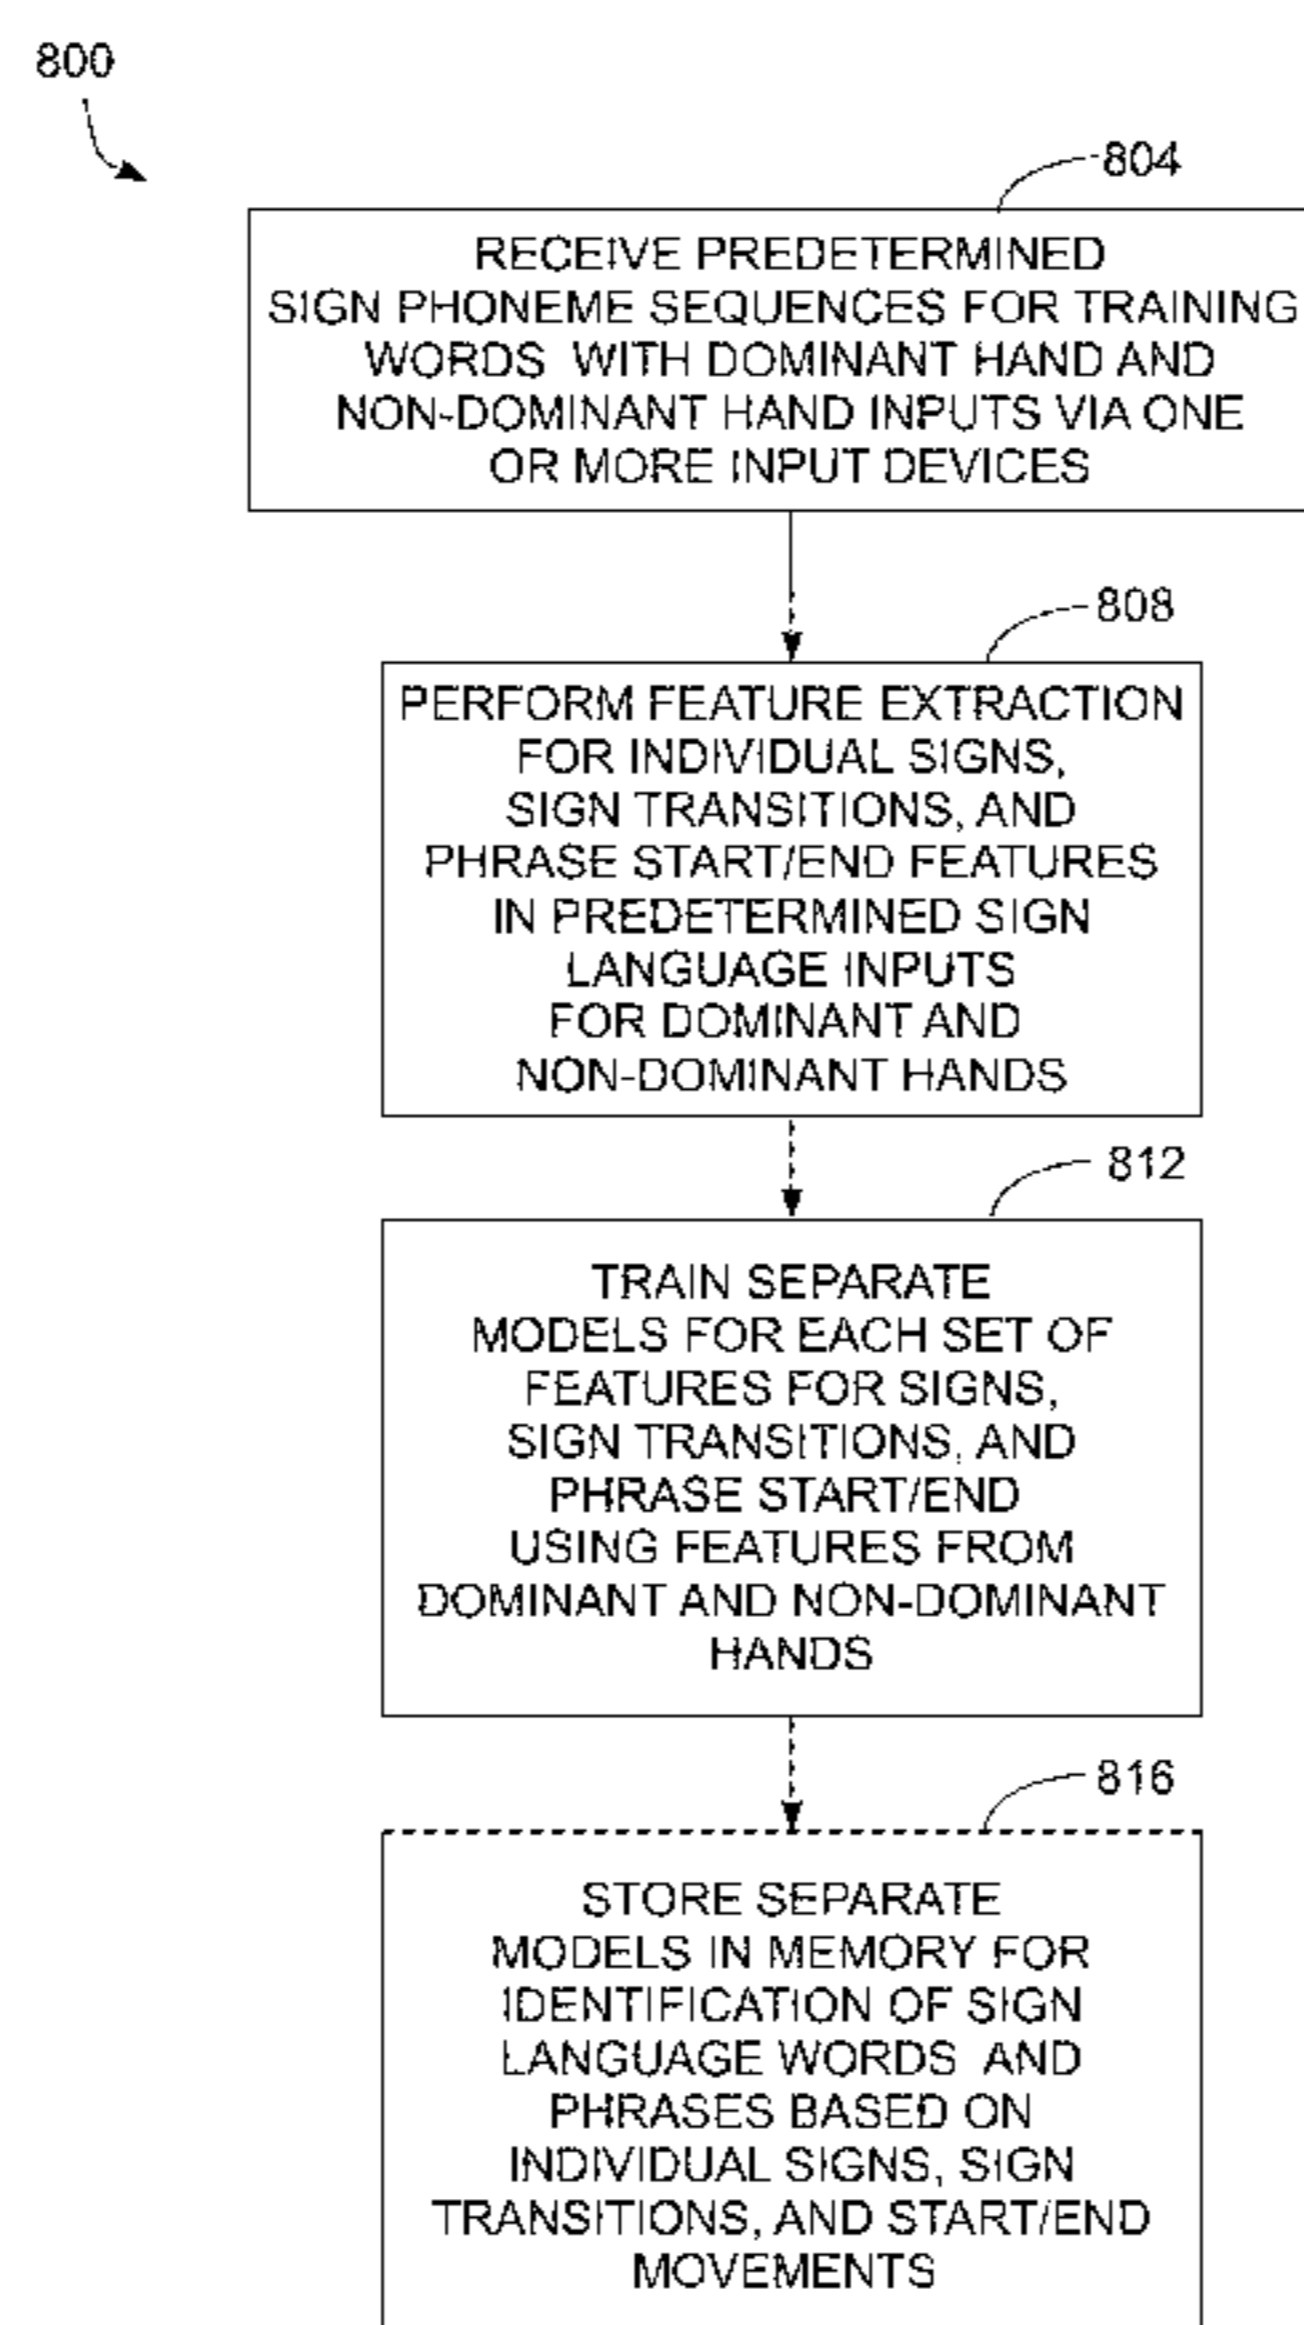 800
804
RECEIVE PREDETERMINED
SIGN PHONEME SEQUENCES FOR TRAINING
WORDS WITH DOMINANT HAND AND
NON-DOMINANT HAND INPUTS VIA ONE
OR MORE INPUT DEVICES
808
PERFORM FEATURE EXTRACTION
FOR INDIVIDUAL SIGNS,
SIGN TRANSITIONS, AND
PHRASE START/END FEATURES
IN PREDETERMINED SIGN
LANGUAGE INPUTS
FOR DOMINANT AND
NON-DOMINANT HANDS
812
TRAIN SEPARATE
MODELS FOR EACH SET OF
FEATURES FOR SIGNS,
SIGN TRANSITIONS, AND
PHRASE START/END
USING FEATURES FROM
DOMINANT AND NON-DOMINANT
HANDS
816
STORE SEPARATE
MODELS IN MEMORY FOR
IDENTIFICATION OF SIGN
LANGUAGE WORDS AND
PHRASES BASED ON
INDIVIDUAL SIGNS, SIGN
TRANSITIONS, AND START/END
MOVEMENTS